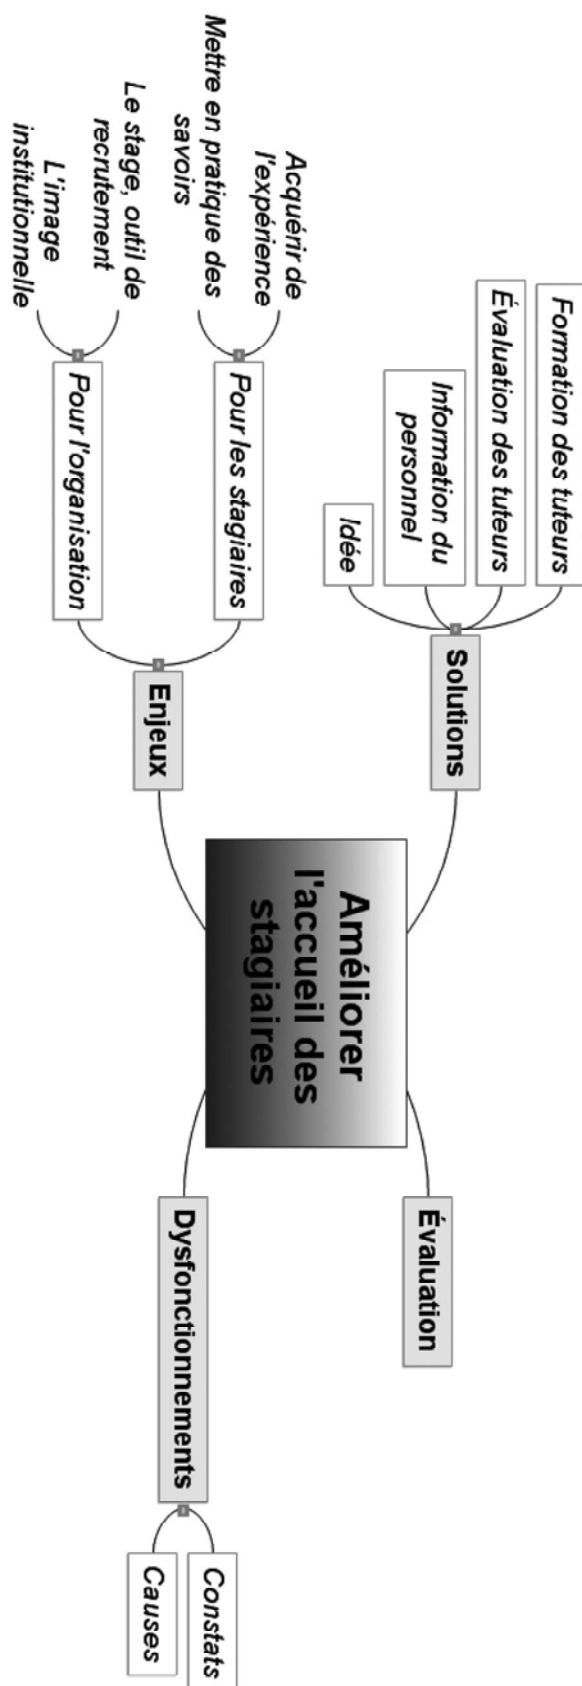 Formation des tuteurs
Évaluation des tuteurs
Information du
personnel
Idée
Solutions
Acquérir de
l'expérience
Mettre en pratique des
savoirs
Pour les stagiaires
Le stage, outil de
recrutement
L'image
institutionnelle
Pour l'organisation
Enjeux
Améliorer
l'accueil des
stagiaires
Évaluation
Dysfonctionnements
Constats
Causes